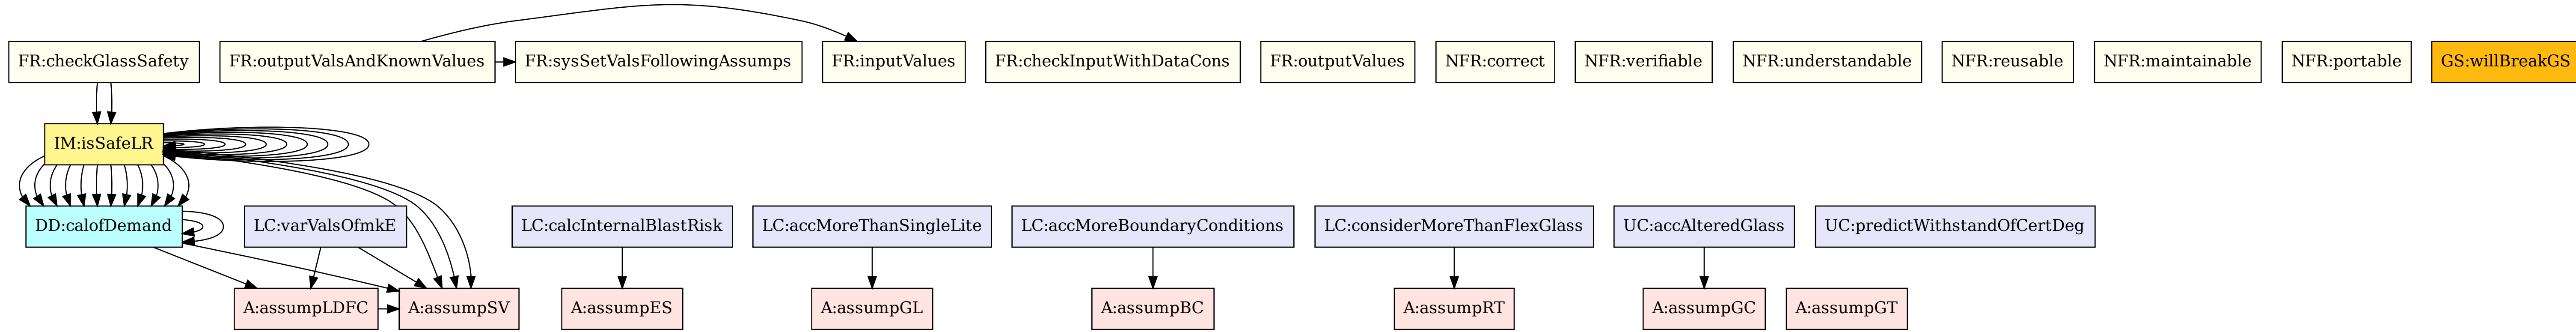 FR:checkGlassSafety
FR:outputValsAndKnownValues
FR:sysSetValsFollowingAssumps
FR:inputValues
FR:checkInputWithDataCons
FR:outputValues
NFR:correct
NFR:verifiable
NFR:understandable
NFR:reusable
NFR:maintainable
NFR:portable
GS:willBreakGS
IM:isSafeLR
DD:calofDemand
LC:varValsOfmkE
LC:calcInternalBlastRisk
LC:accMoreThanSingleLite
LC:accMoreBoundaryConditions
LC:considerMoreThanFlexGlass
UC:accAlteredGlass
UC:predictWithstandOfCertDeg
A:assumpLDFC
A:assumpSV
A:assumpES
A:assumpGL
A:assumpBC
A:assumpRT
A:assumpGC
A:assumpGT